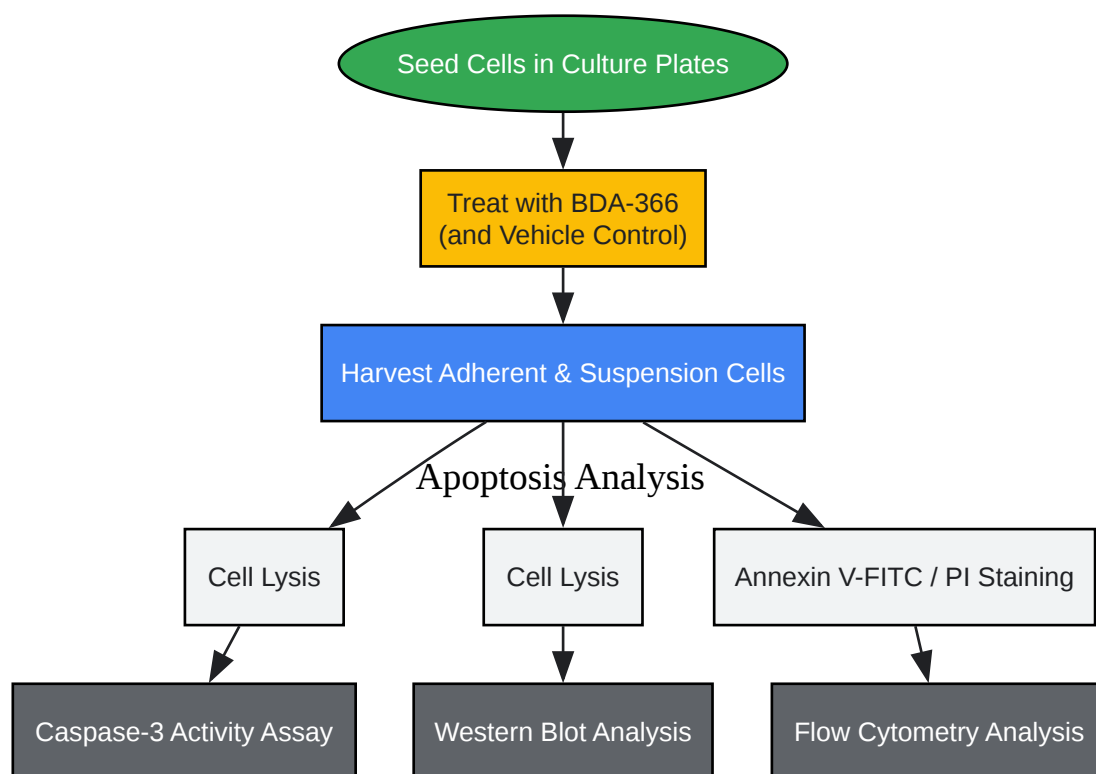 Seed Cells in Culture Plates
Treat with BDA-366
(and Vehicle Control)
Harvest Adherent & Suspension Cells
Apoptosis Analysis
Cell Lysis
Cell Lysis
Annexin V-FITC / PI Staining
Caspase-3 Activity Assay
Western Blot Analysis
Flow Cytometry Analysis